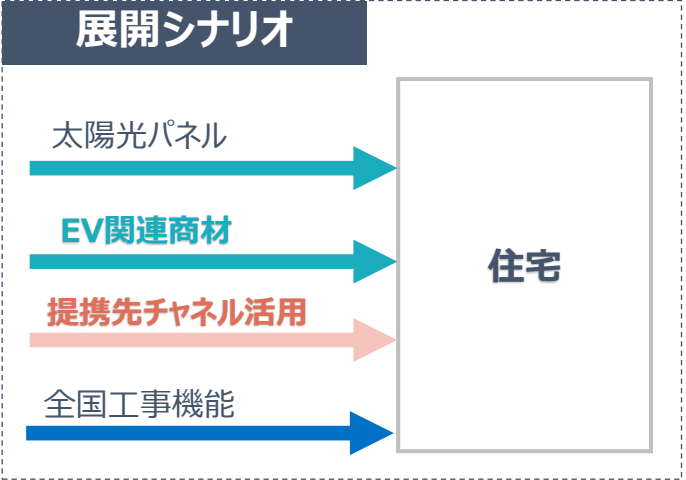 展開シナリオ
太陽光パネル
EV関連商材
提携先チャネル活用
全国工事機能
住宅